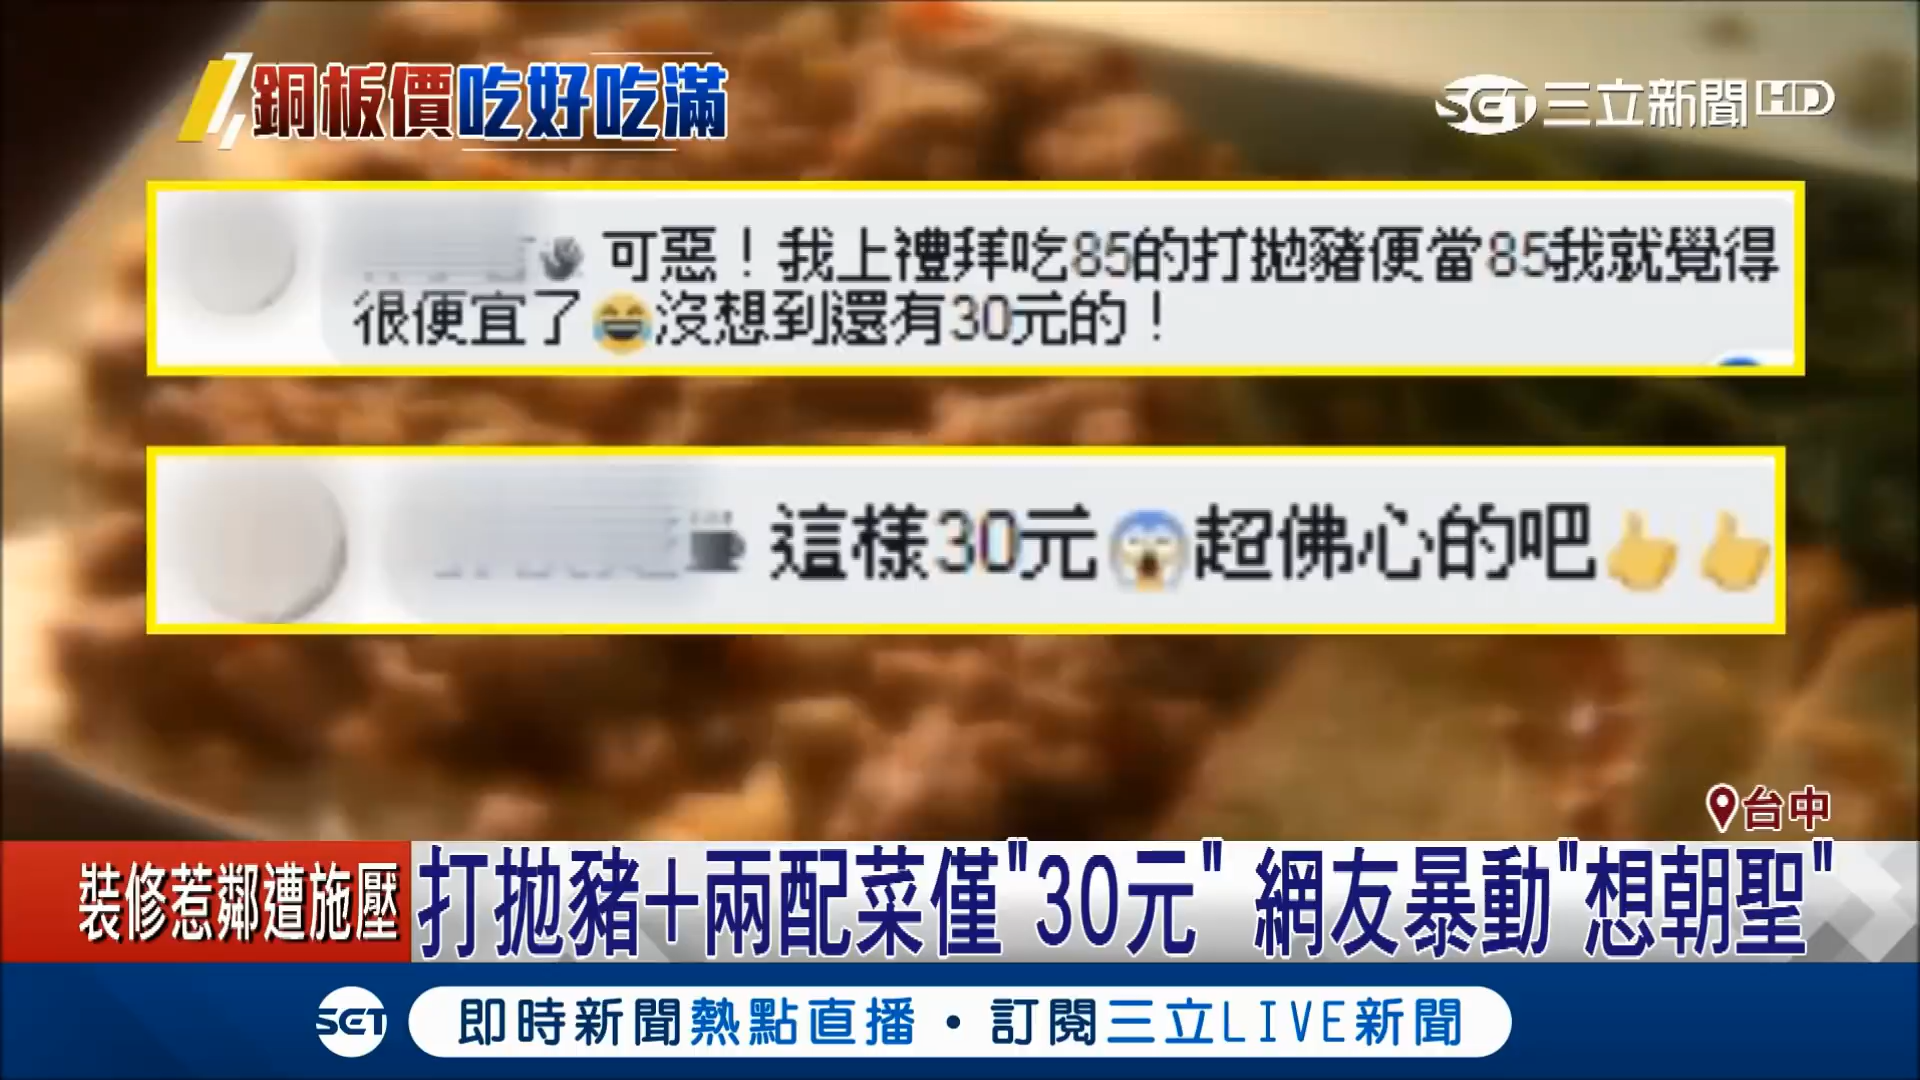 銅板價吃好吃滿
SET三立新聞HD
可惡！我上禮拜吃85的打拋豬便當85我就覺得
很便宜了😂沒想到還有30元的！
這樣30元😱超佛心的吧👍👍
台中
裝修惹鄰遭施壓
打拋豬+兩配菜僅"30元" 網友暴動"想朝聖"
SET 即時新聞熱點直播・訂閱三立LIVE新聞